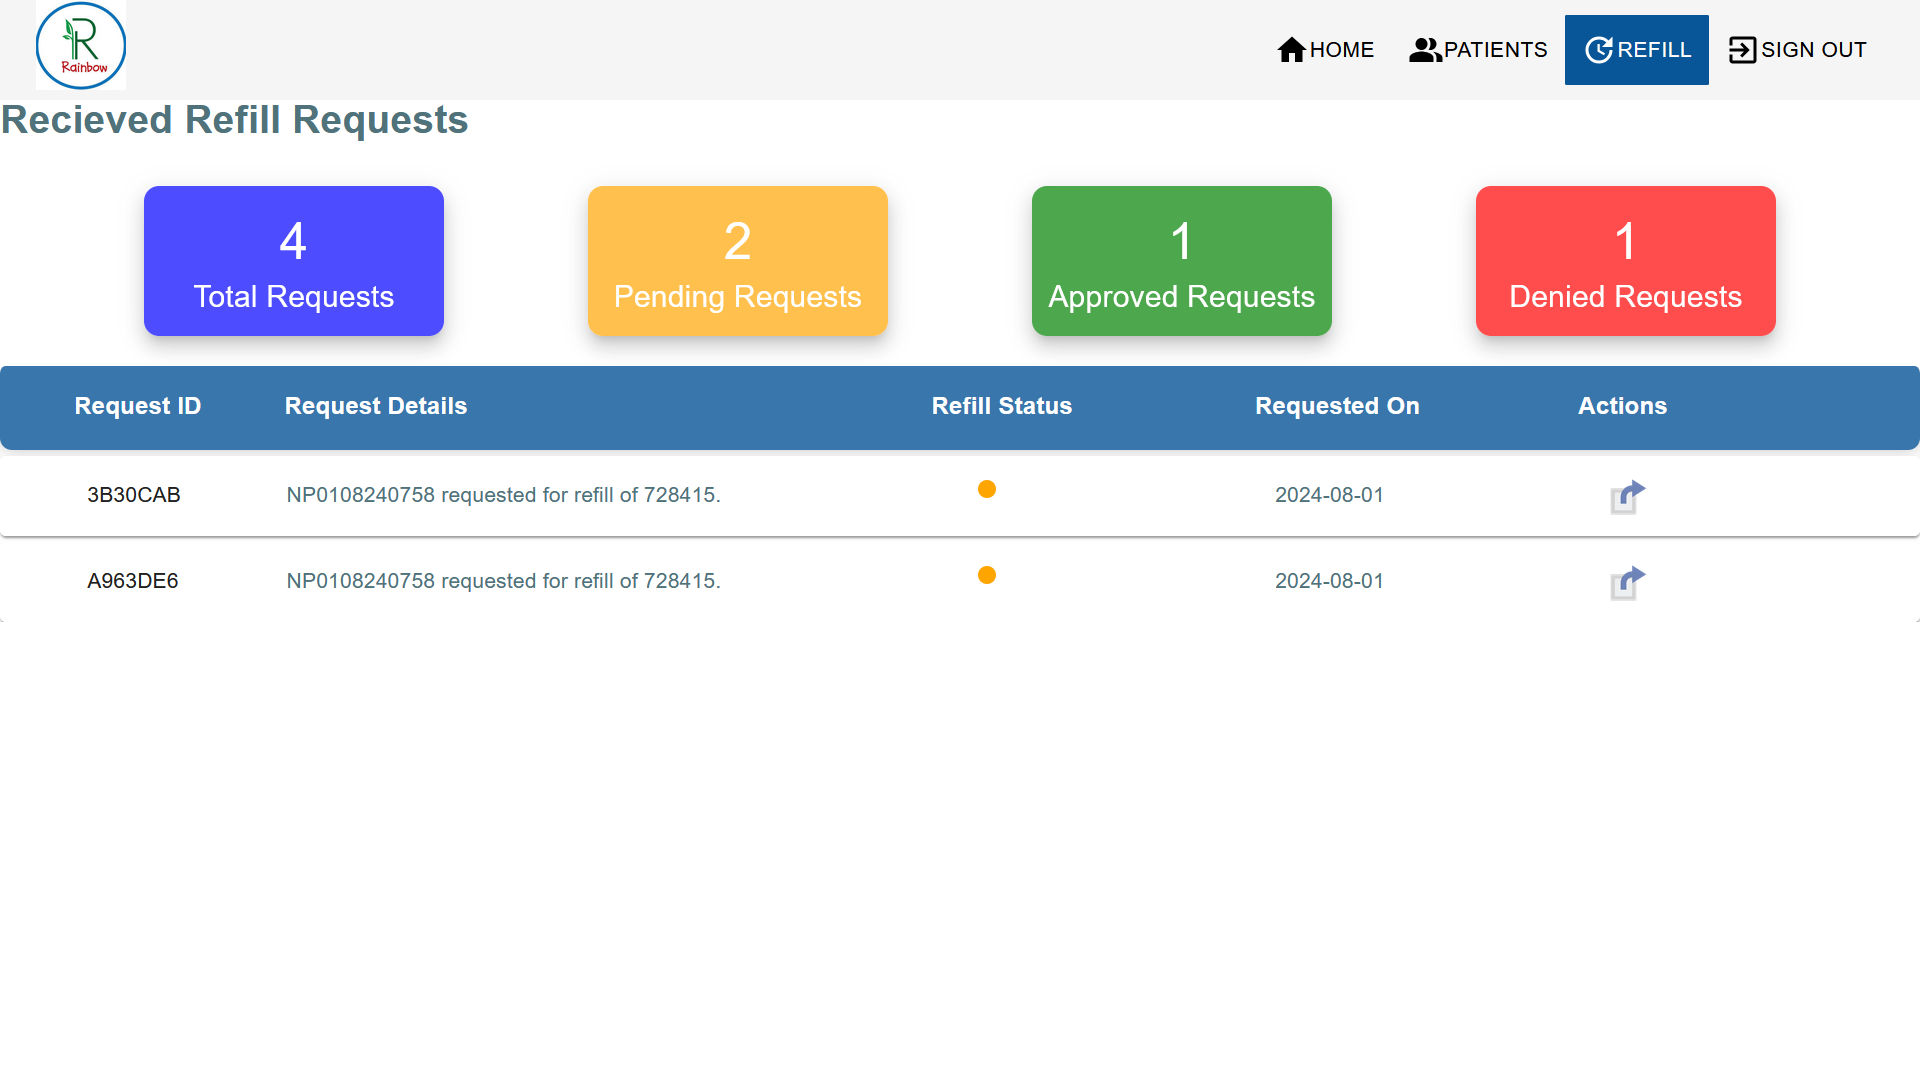 R
Rainbow
HOME
PATIENTS
REFILL
SIGN OUT
Recieved Refill Requests
4
Total Requests
2
Pending Requests
1
Approved Requests
1
Denied Requests
Request ID
Request Details
Refill Status
Requested On
Actions
3B30CAB
NP0108240758 requested for refill of 728415.
2024-08-01
A963DE6
NP0108240758 requested for refill of 728415.
2024-08-01